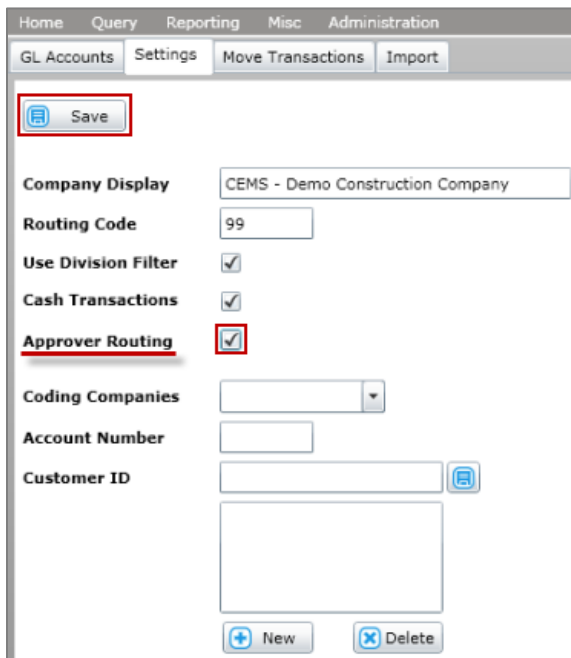 Home Query Reporting Misc Administration
GL Accounts Settings Move Transactions Import
Save
Company Display CEMS - Demo Construction Company
Routing Code 99
Use Division Filter
Cash Transactions
Approver Routing
Coding Companies
Account Number
Customer ID
New Delete